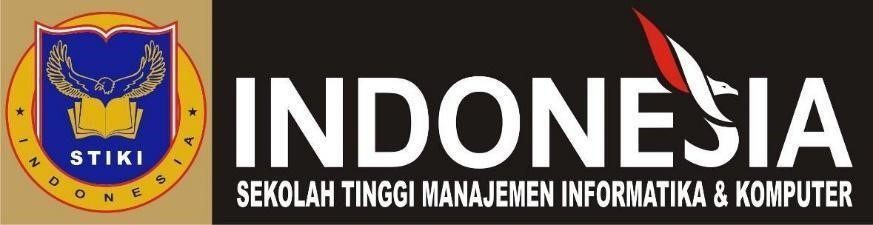 STIKI
INDONESIA
INDONESIA
SEKOLAH TINGGI MANAJEMEN INFORMATIKA & KOMPUTER